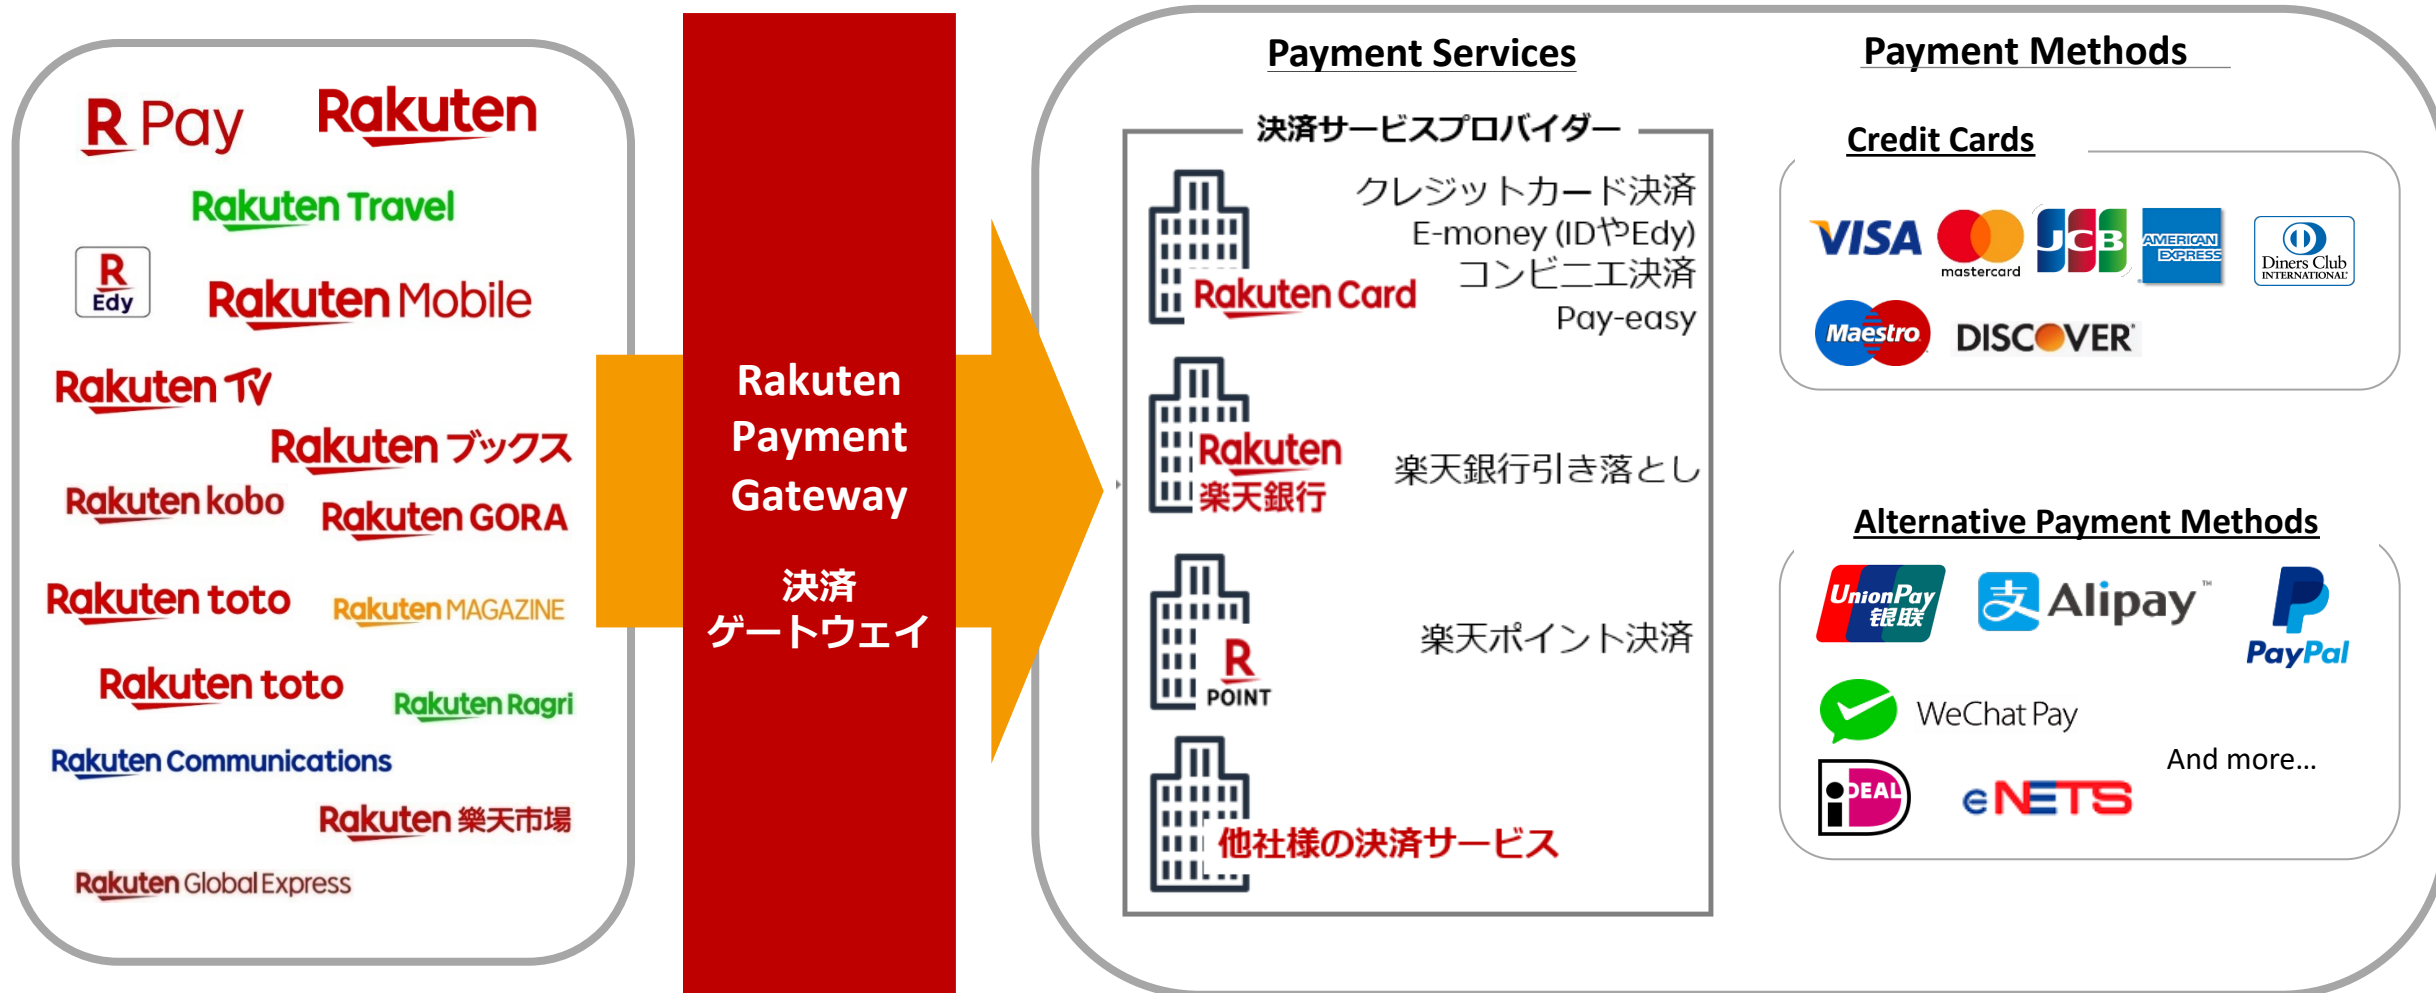 R Pay
Rakuten
Rakuten Travel
R
Edy
Rakuten Mobile
Rakuten TV
Rakuten ブックス
Rakuten kobo
Rakuten GORA
Rakuten toto
Rakuten MAGAZINE
Rakuten toto
Rakuten Ragri
Rakuten Communications
Rakuten 樂天市場
Rakuten Global Express
Rakuten
Payment
Gateway
決済
ゲートウェイ
Payment Services
決済サービスプロバイダー
クレジットカード決済
E-money (IDやEdy)
コンビニエ決済
Pay-easy
Rakuten Card
Rakuten
楽天銀行
楽天銀行引き落とし
R
POINT
楽天ポイント決済
他社様の決済サービス
Payment Methods
Credit Cards
VISA
mastercard
JCB
AMERICAN
EXPRESS
Diners Club
INTERNATIONAL
Maestro
DISCOVER
Alternative Payment Methods
UnionPay
银联
支 Alipay™
PayPal
WeChat Pay
And more...
iDEAL
eNETS